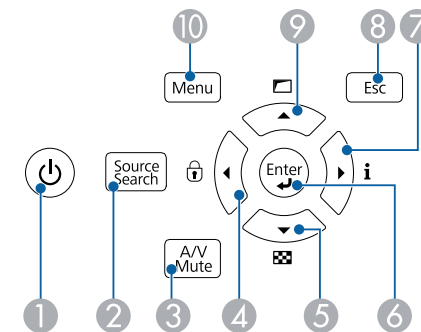 10 9 8 7
Menu Esc
Source
Search
Enter
i
A/V
Mute
1 2 3 4 5 6